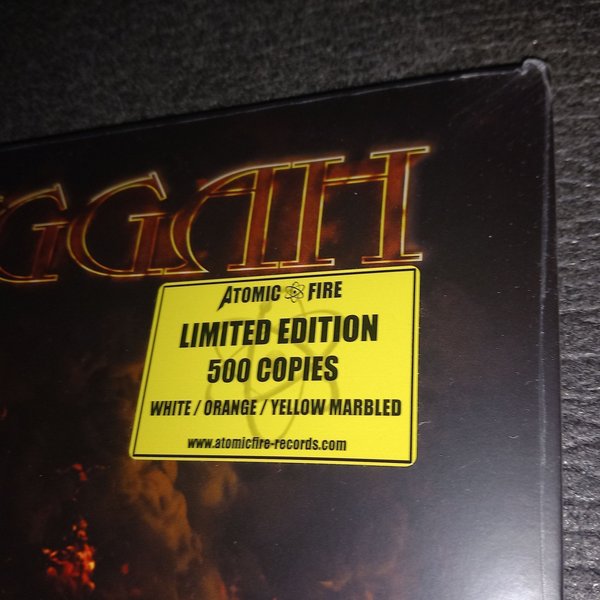 GGAH
ATOMIC FIRE
LIMITED EDITION
500 COPIES
WHITE / ORANGE / YELLOW MARBLED
www.atomicfire-records.com